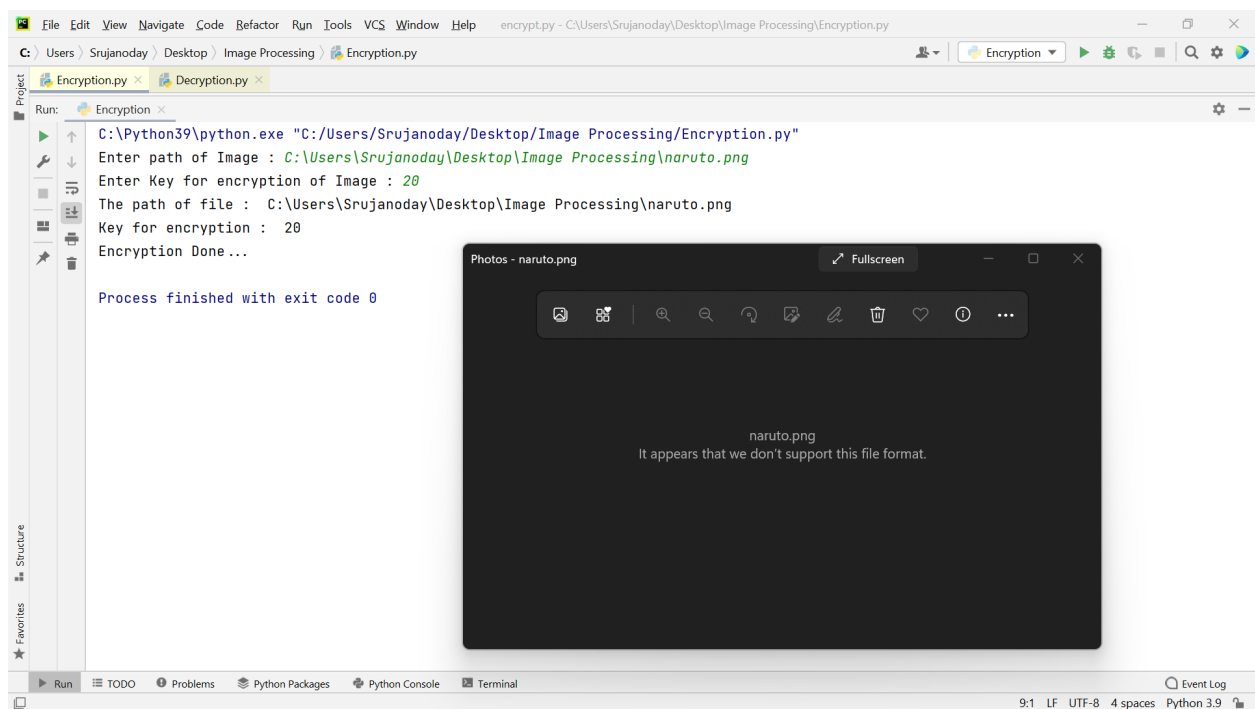 PC File Edit View Navigate Code Refactor Run Tools VCS Window Help encrypt.py - C:\Users\Srujanoday\Desktop\Image Processing\Encryption.py
C: Users Srujanoday Desktop Image Processing Encryption.py Encryption
Project
Encryption.py Decryption.py
Run: Encryption
C:\Python39\python.exe "C:/Users/Srujanoday/Desktop/Image Processing/Encryption.py"
Enter path of Image : C:\Users\Srujanoday\Desktop\Image Processing\naruto.png
Enter Key for encryption of Image : 20
The path of file :  C:\Users\Srujanoday\Desktop\Image Processing\naruto.png
Key for encryption :  20
Encryption Done...
Process finished with exit code 0
Photos - naruto.png Fullscreen
naruto.png
It appears that we don't support this file format.
Structure
Favorites
Run TODO Problems Python Packages Python Console Terminal Event Log
9:1 LF UTF-8 4 spaces Python 3.9